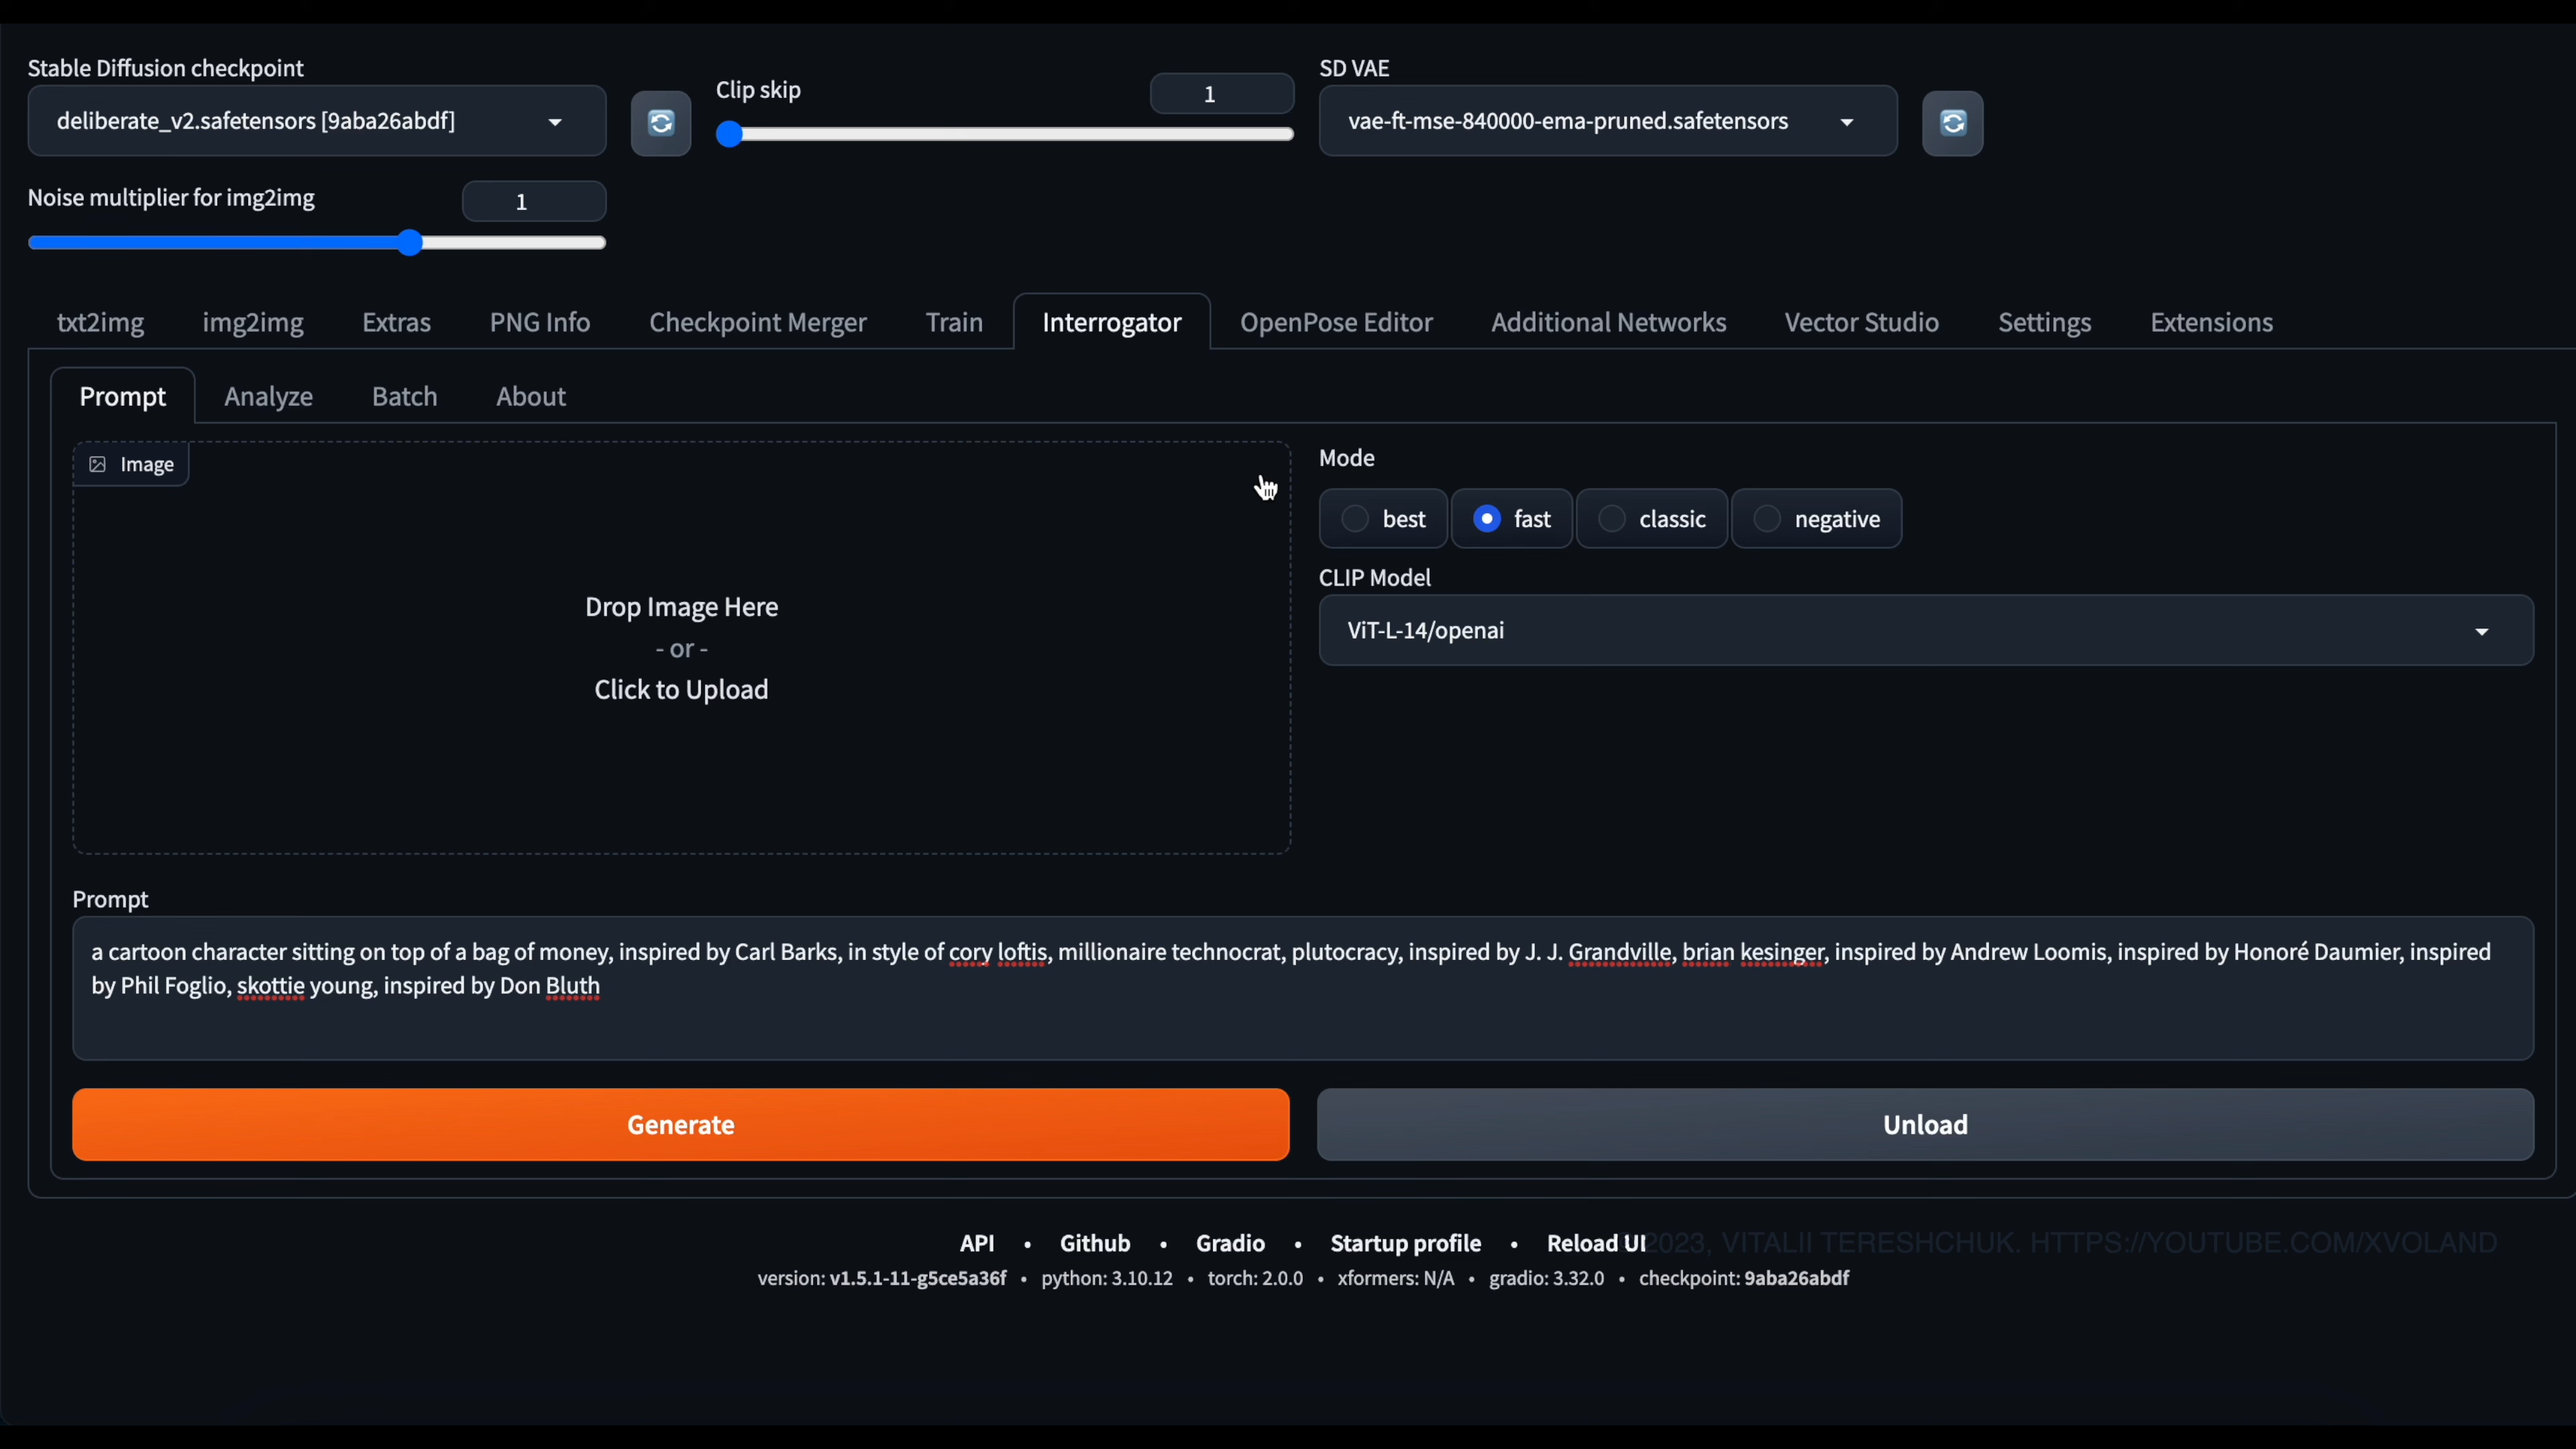 Stable Diffusion checkpoint
deliberate_v2.safetensors [9aba26abdf]
Clip skip
1
SD VAE
vae-ft-mse-840000-ema-pruned.safetensors
Noise multiplier for img2img
1
txt2img img2img Extras PNG Info Checkpoint Merger Train Interrogator OpenPose Editor Additional Networks Vector Studio Settings Extensions
Prompt Analyze Batch About
Image
Drop Image Here
- or -
Click to Upload
Mode
best fast classic negative
CLIP Model
ViT-L-14/openai
Prompt
a cartoon character sitting on top of a bag of money, inspired by Carl Barks, in style of cory loftis, millionaire technocrat, plutocracy, inspired by J. J. Grandville, brian kesinger, inspired by Andrew Loomis, inspired by Honoré Daumier, inspired
by Phil Foglio, skottie young, inspired by Don Bluth
Generate
Unload
API • Github • Gradio • Startup profile • Reload UI
2023, VITALII TERESHCHUK. HTTPS://YOUTUBE.COM/XVOLAND
version: v1.5.1-11-g5ce5a36f • python: 3.10.12 • torch: 2.0.0 • xformers: N/A • gradio: 3.32.0 • checkpoint: 9aba26abdf